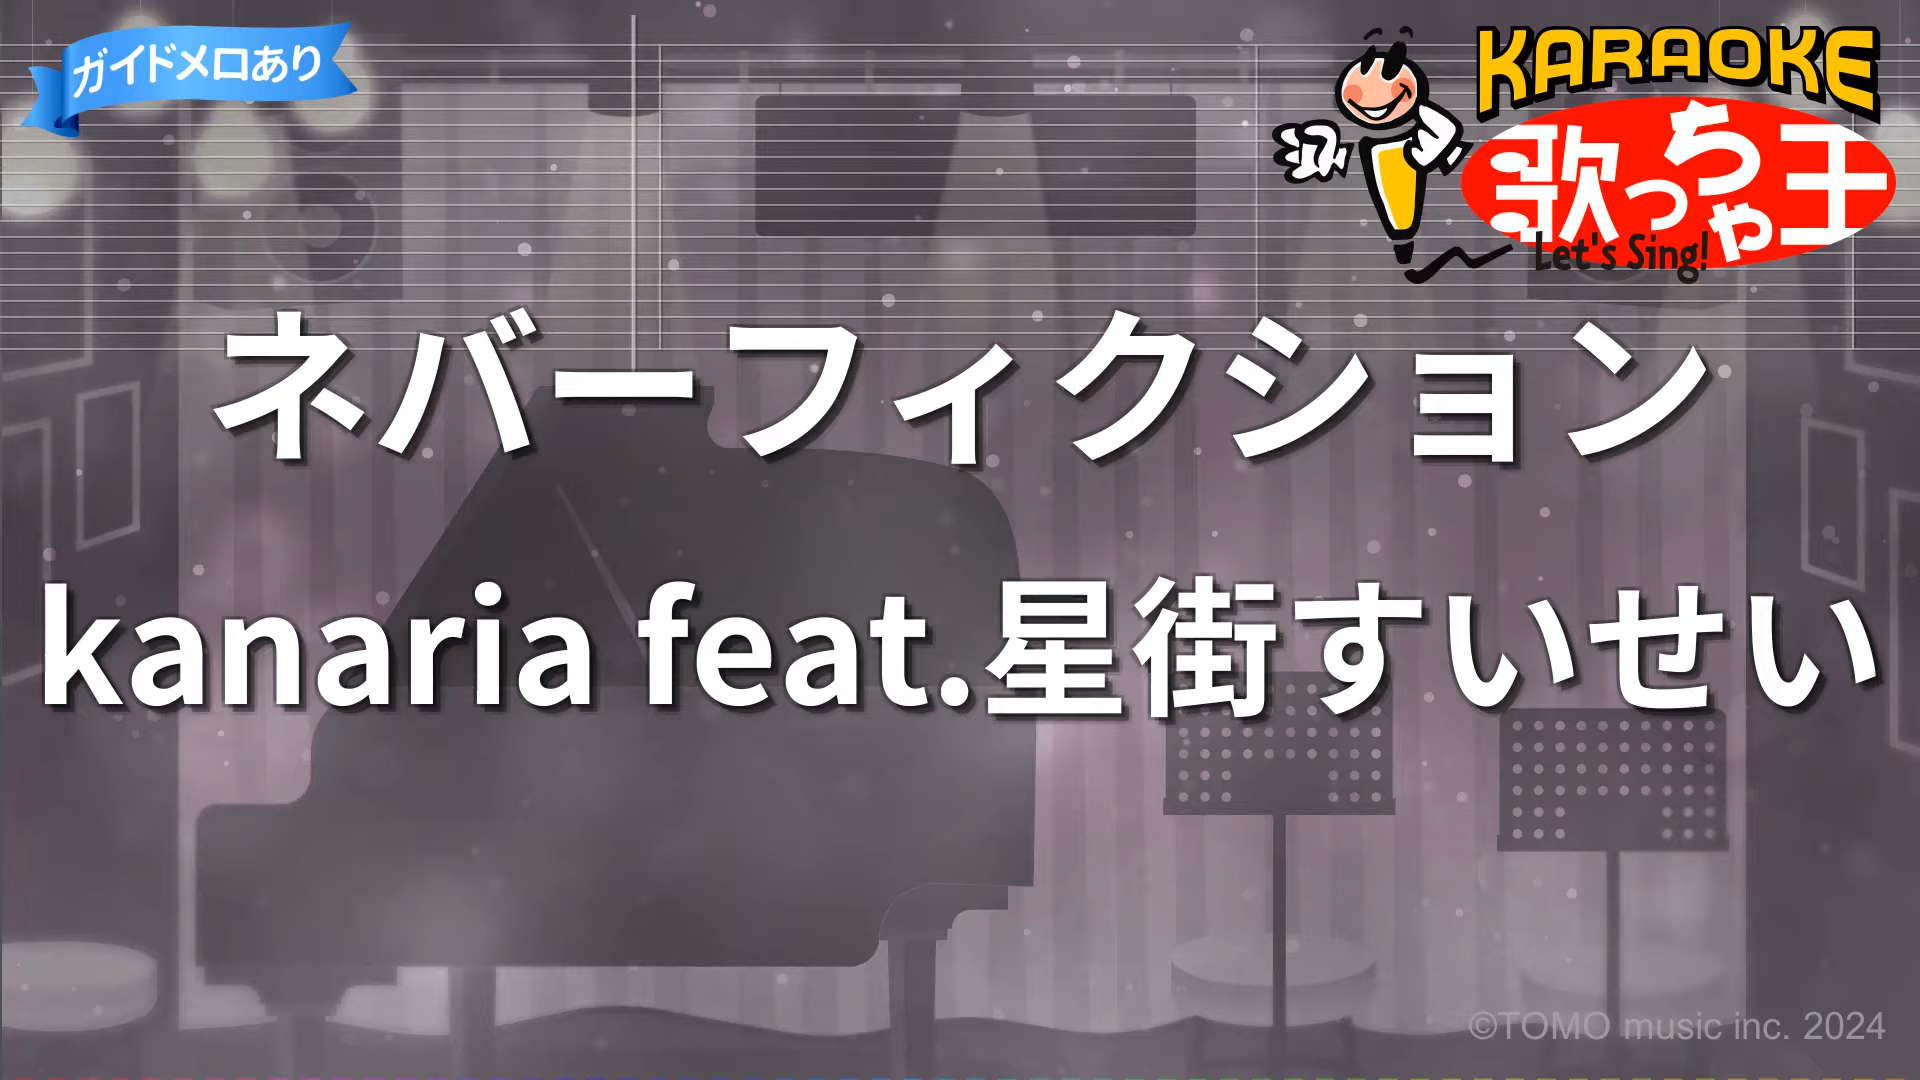 ガイドメロあり
KARAOKE
歌っちゃ王
Let's Sing!
ネバーフィクション
kanaria feat.星街すいせい
©TOMO music inc. 2024